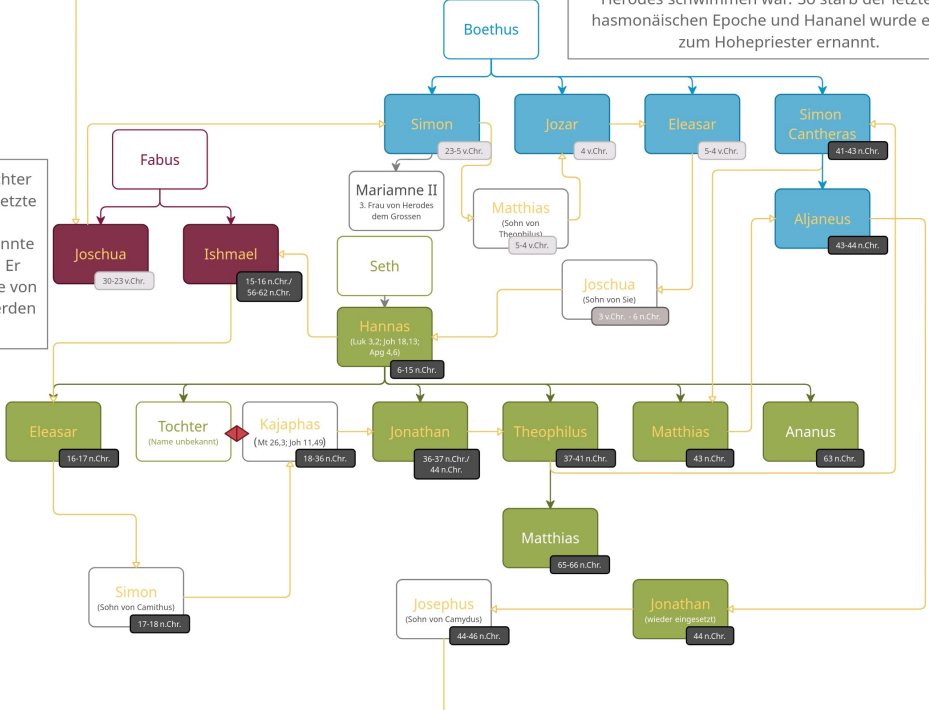 Herodes schwimmen war. So starb der letzte
hasmonäischen Epoche und Hananel wurde e
zum Hohepriester ernannt.
Boethus
Simon
23-5 v.Chr.
Jozar
4 v.Chr.
Eleasar
5-4 v.Chr.
Simon
Cantheras
41-43 n.Chr.
Fabus
Mariamne II
3. Frau von Herodes
dem Grossen
Matthias
(Sohn von
Theophilus)
5-4 v.Chr.
Aljaneus
43-44 n.Chr.
chter
etzte
nnte
Er
e von
erden
Joschua
30-23 v.Chr.
Ishmael
15-16 n.Chr./
56-62 n.Chr.
Seth
Joschua
(Sohn von Sie)
3 v.Chr. - 6 n.Chr.
Hannas
(Luk 3,2; Joh 18,13;
Apg 4,6)
6-15 n.Chr.
Eleasar
16-17 n.Chr.
Tochter
(Name unbekannt)
Kajaphas
(Mt 26,3; Joh 11,49)
18-36 n.Chr.
Jonathan
36-37 n.Chr./
44 n.Chr.
Theophilus
37-41 n.Chr.
Matthias
43 n.Chr.
Ananus
63 n.Chr.
Matthias
65-66 n.Chr.
Simon
(Sohn von Camithus)
17-18 n.Chr.
Josephus
(Sohn von Camydus)
44-46 n.Chr.
Jonathan
(wieder eingesetzt)
44 n.Chr.